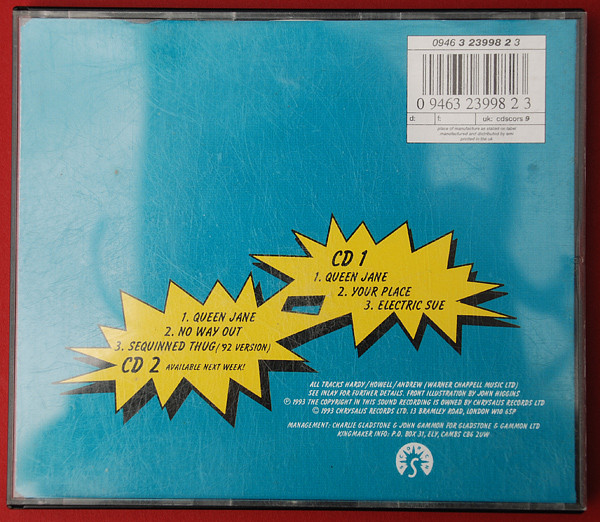 0946 3 23998 2 3
0 09463 23998 2 3
d: f: uk: cdscors 9
place of manufacture as stated on label
manufactured and distributed by emi
printed in the uk
CD 1
1. QUEEN JANE
2. YOUR PLACE
3. ELECTRIC SUE
1. QUEEN JANE
2. NO WAY OUT
3. SEQUINNED THUG ('92 VERSION)
CD 2 AVAILABLE NEXT WEEK!
ALL TRACKS HARDY/HOWELL/ANDREW (WARNER CHAPPELL MUSIC LTD)
SEE INLAY FOR FURTHER DETAILS. FRONT ILLUSTRATION BY JOHN HIGGINS
℗ 1993 THE COPYRIGHT IN THIS SOUND RECORDING IS OWNED BY CHRYSALIS RECORDS LTD
© 1993 CHRYSALIS RECORDS LTD. 13 BRAMLEY ROAD, LONDON W10 6SP
MANAGEMENT: CHARLIE GLADSTONE & JOHN GAMMON FOR GLADSTONE & GAMMON LTD
KINGMAKER INFO: P.O. BOX 31, ELY, CAMBS CB6 2UW